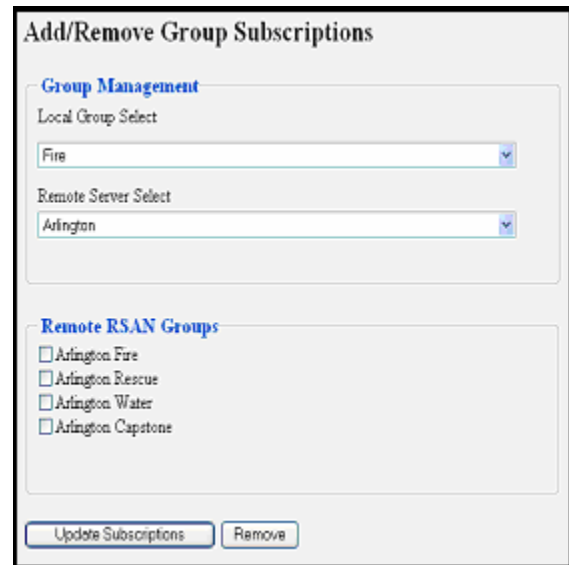 Add/Remove Group Subscriptions
Group Management
Local Group Select
Fire
Remote Server Select
Arlington
Remote RSAN Groups
Arlington Fire
Arlington Rescue
Arlington Water
Arlington Capstone
Update Subscriptions
Remove